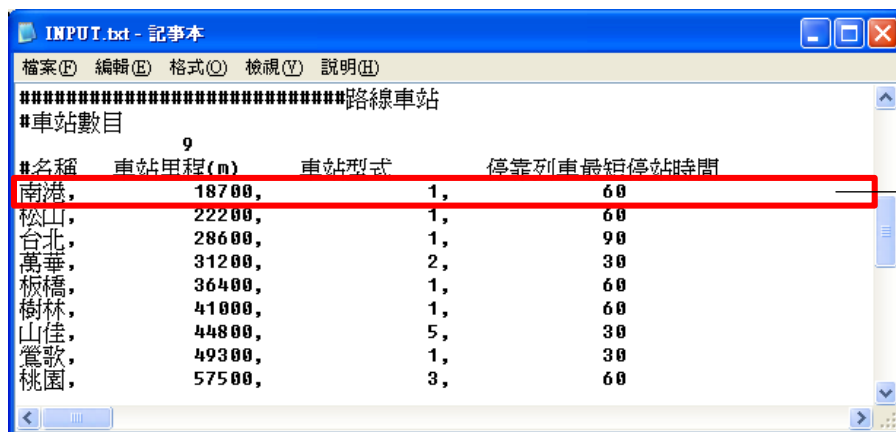 INPUT.txt - 記事本
檔案(F) 編輯(E) 格式(O) 檢視(V) 說明(H)
############################路線車站
#車站數目
9
#名稱 車站里程(m) 車站型式 停靠列車最短停站時間
南港, 18700, 1, 60
松山, 22200, 1, 60
台北, 28600, 1, 90
萬華, 31200, 2, 30
板橋, 36400, 1, 60
樹林, 41000, 1, 60
山佳, 44800, 5, 30
鶯歌, 49300, 1, 30
桃園, 57500, 3, 60